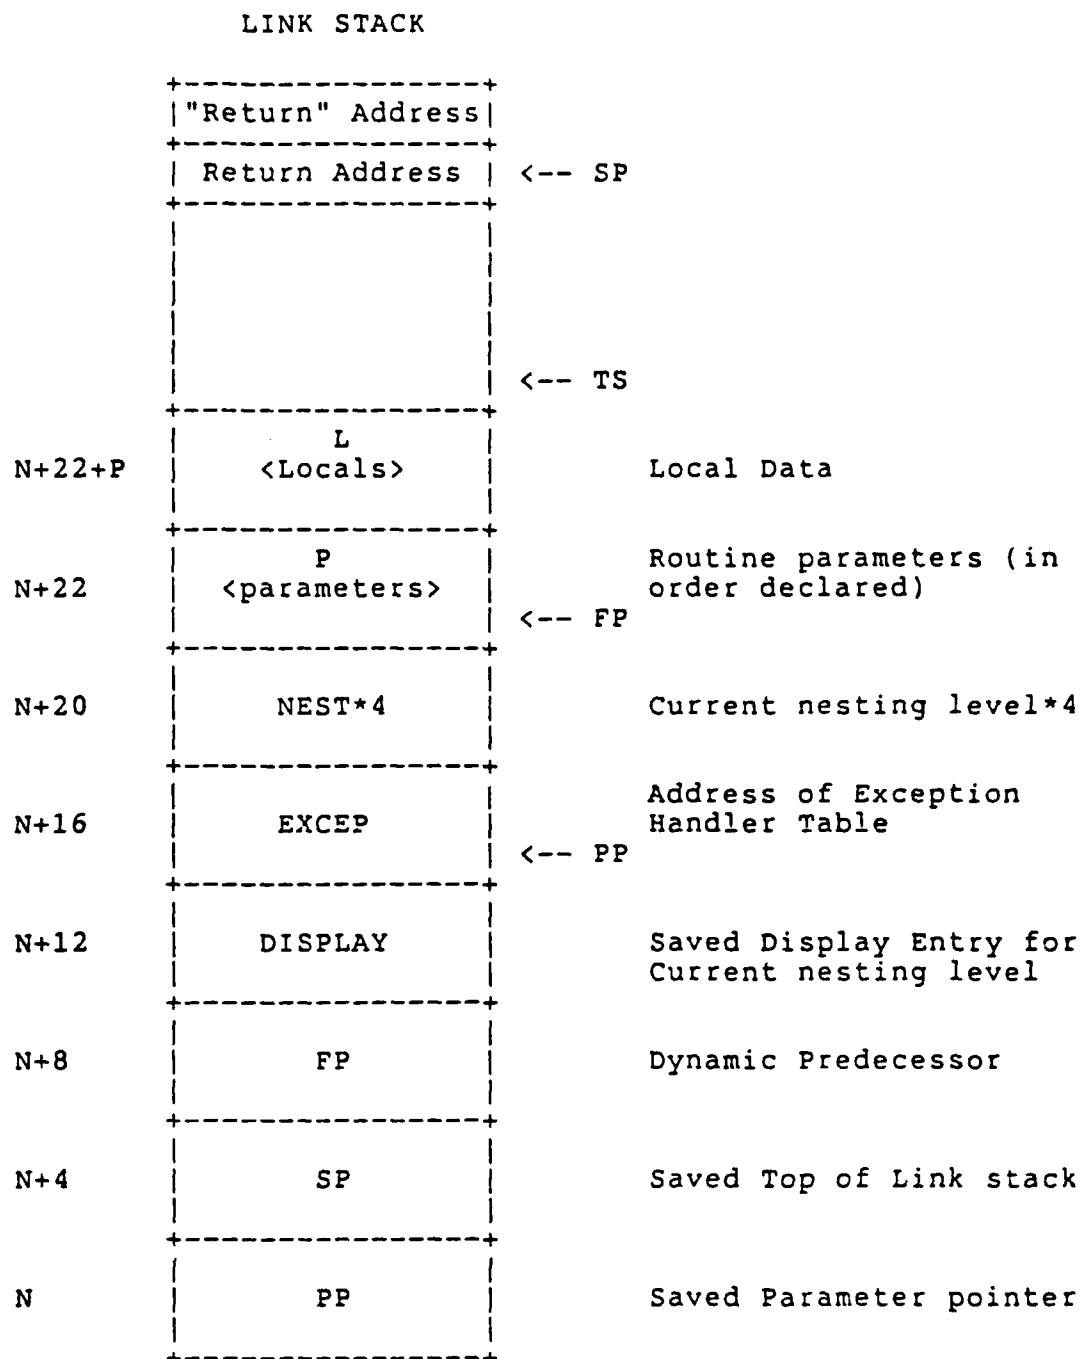 LINK STACK
"Return" Address
Return Address <-- SP
<-- TS
L
N+22+P <Locals> Local Data
P Routine parameters (in
N+22 <parameters> order declared)
<-- FP
N+20 NEST*4 Current nesting level*4
Address of Exception
N+16 EXCEP Handler Table
<-- PP
N+12 DISPLAY Saved Display Entry for
Current nesting level
N+8 FP Dynamic Predecessor
N+4 SP Saved Top of Link stack
N PP Saved Parameter pointer